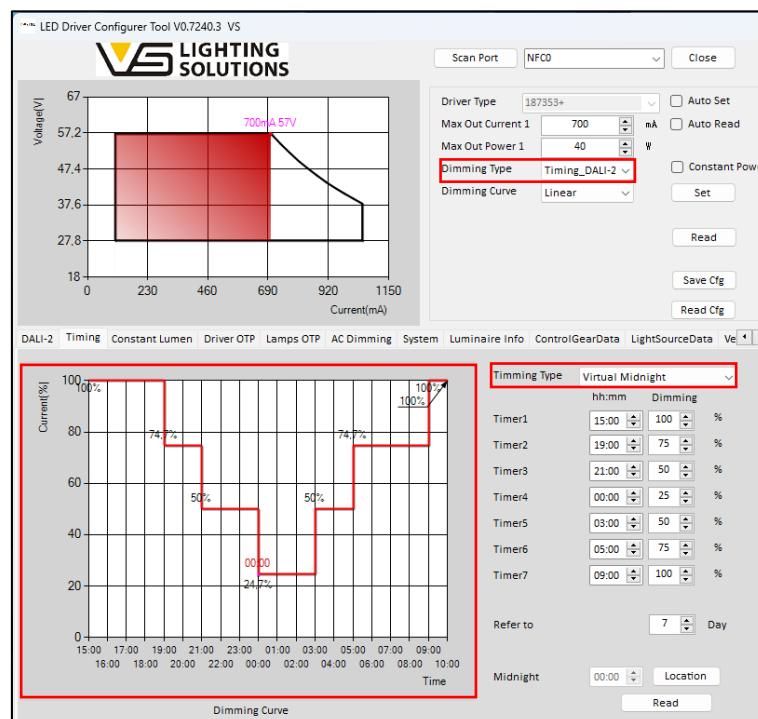 LED Driver Configurer Tool V0.7240.3 VS
VS LIGHTING SOLUTIONS
Scan Port NFC0 Close
Voltage[V]
67
57,2
47,4
37,6
27,8
18
700mA 57V
0 230 460 690 920 1150
Current(mA)
Driver Type 187353+ Auto Set
Max Out Current 1 700 mA Auto Read
Max Out Power 1 40 W
Dimming Type Timing_DALI-2 Constant Pow
Dimming Curve Linear Set
Read
Save Cfg
Read Cfg
DALI-2 Timing Constant Lumen Driver OTP Lamps OTP AC Dimming System Luminaire Info ControlGearData LightSourceData Ve
Current[%]
100
80
60
40
20
0
100%
74,7%
50%
00:00
24,7%
50%
74,7%
100%
100%
15:00 17:00 19:00 21:00 23:00 01:00 03:00 05:00 07:00 09:00
16:00 18:00 20:00 22:00 00:00 02:00 04:00 06:00 08:00 10:00
Time
Dimming Curve
Timming Type Virtual Midnight
hh:mm Dimming
Timer1 15:00 100 %
Timer2 19:00 75 %
Timer3 21:00 50 %
Timer4 00:00 25 %
Timer5 03:00 50 %
Timer6 05:00 75 %
Timer7 09:00 100 %
Refer to 7 Day
Midnight 00:00 Location
Read